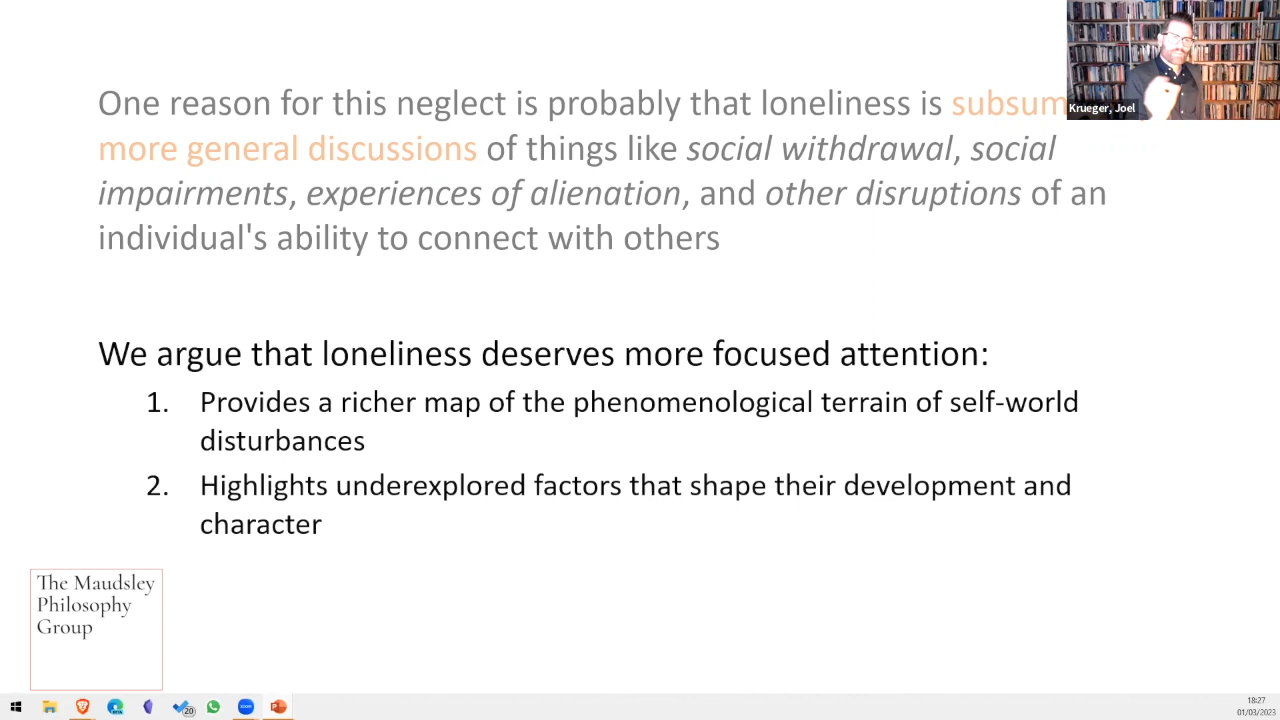 One reason for this neglect is probably that loneliness is
more general discussions of things like social withdrawal, social
impairments, experiences of alienation, and other disruptions of an
individual's ability to connect with others
We argue that loneliness deserves more focused attention:
1. Provides a richer map of the phenomenological terrain of self-world
disturbances
2. Highlights underexplored factors that shape their development and
character
Krueger, Joel
The Maudsley
Philosophy
Group
20
zoom
18:27
01/03/2023